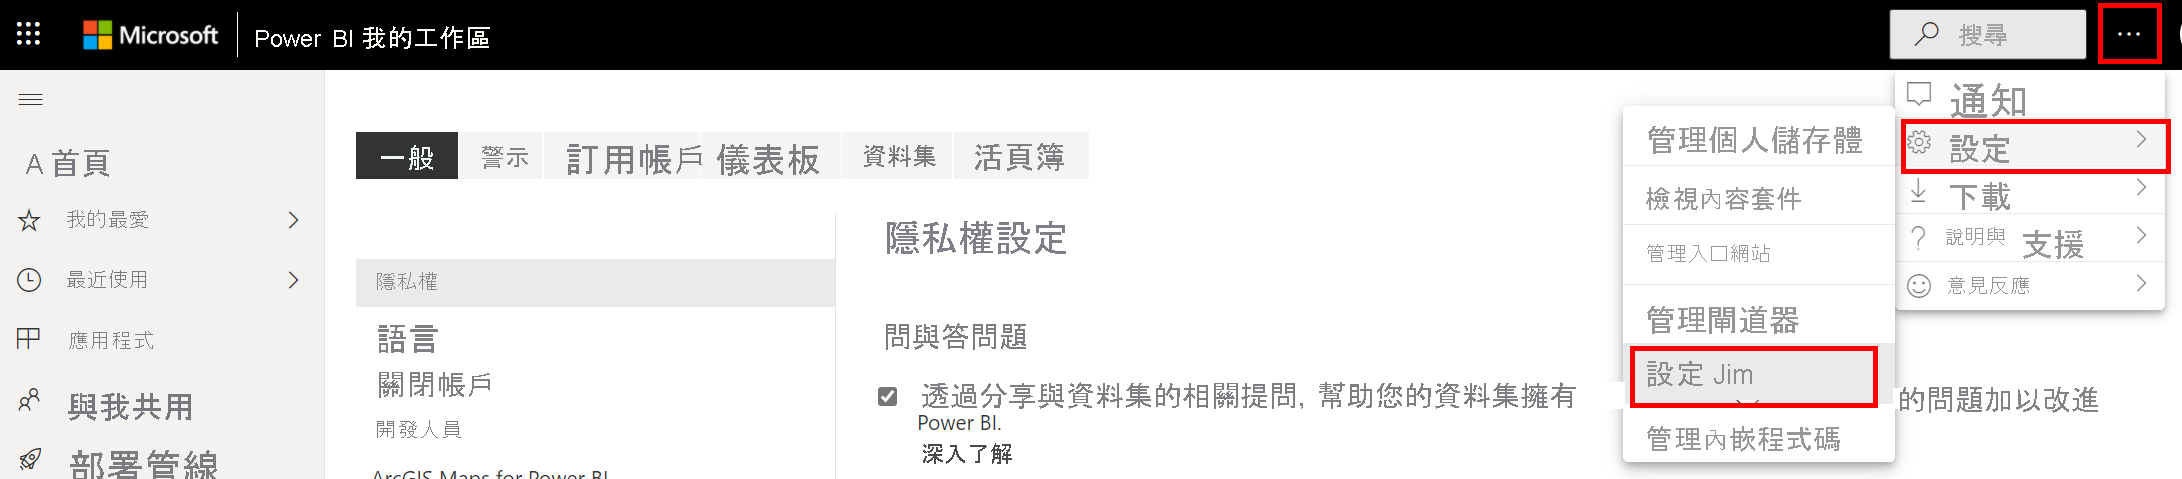 Microsoft Power BI 我的工作區 搜尋 ...
通知
設定
下載
說明與 支援
意見反應
管理個人儲存體
檢視內容套件
管理入口網站
管理閘道器
設定 Jim
管理內嵌程式碼
A 首頁
我的最愛
最近使用
應用程式
與我共用
部署管線
一般 警示 訂用帳戶 儀表板 資料集 活頁簿
隱私權
語言
關閉帳戶
開發人員
ArcGIS Maps for Power BI
隱私權設定
問與答問題
透過分享與資料集的相關提問, 幫助您的資料集擁有 的問題加以改進
Power BI.
深入了解